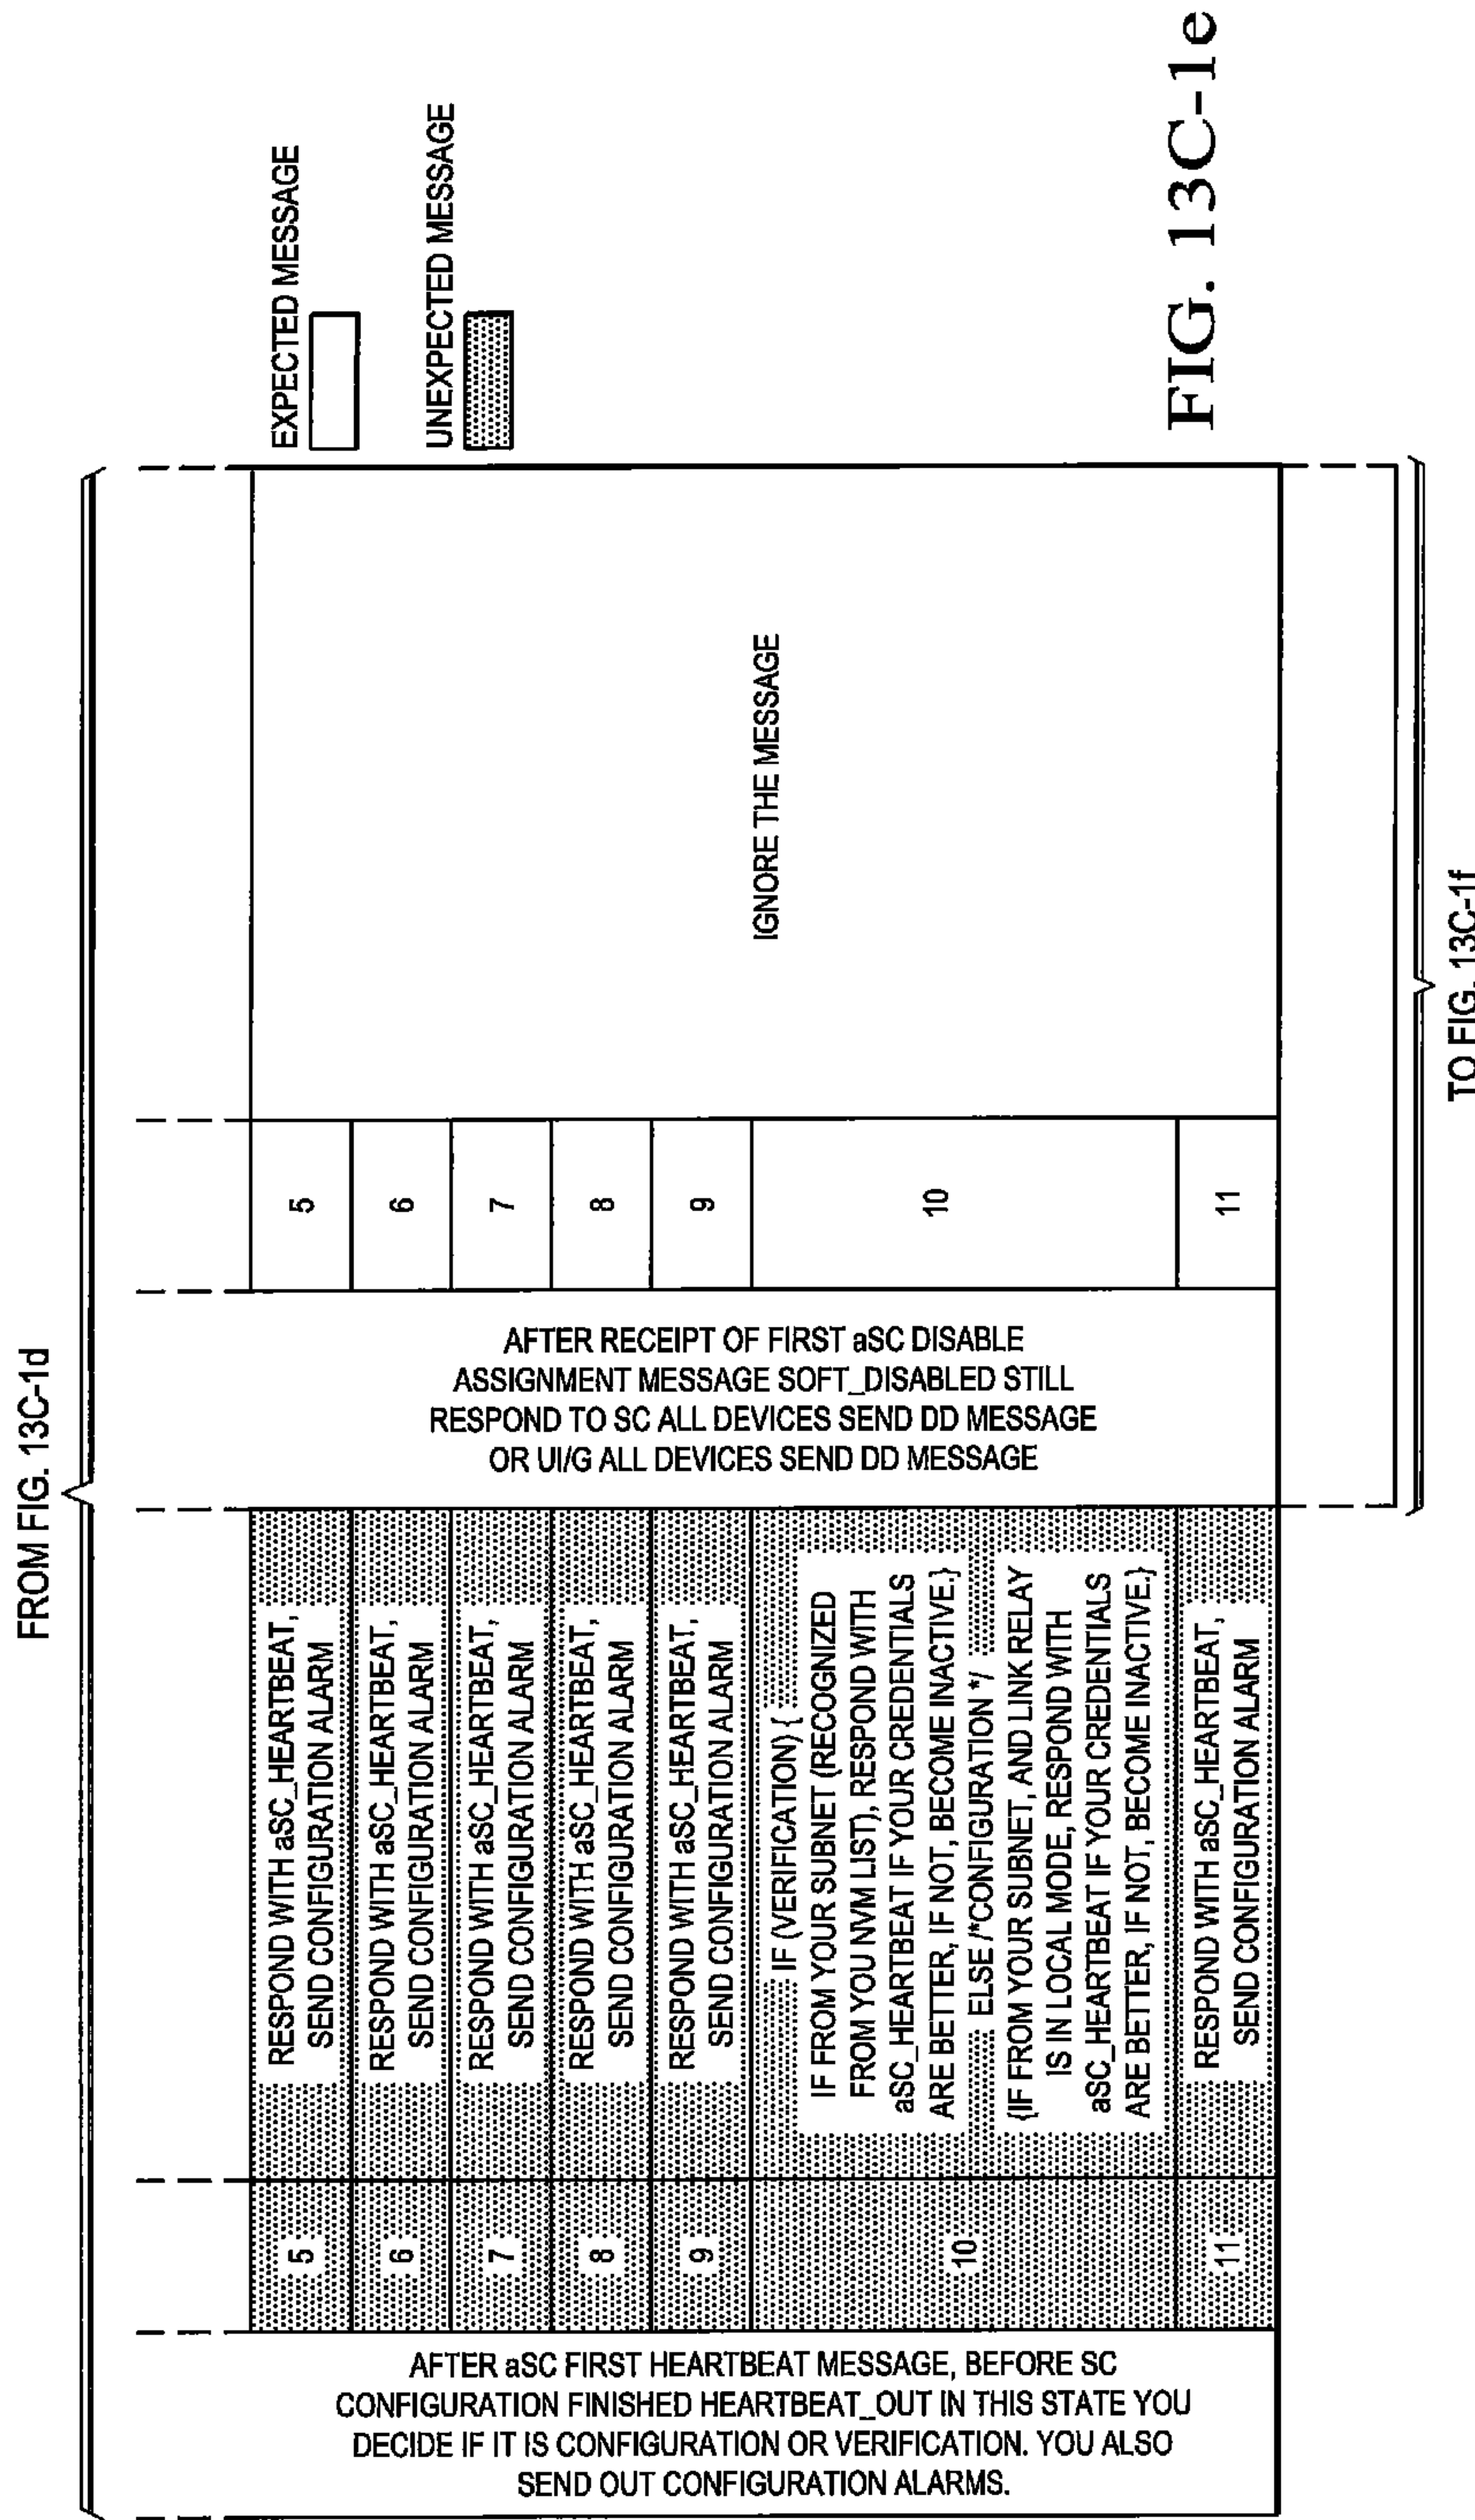 FROM FIG. 13C-1d
AFTER aSC FIRST HEARTBEAT MESSAGE, BEFORE SC
CONFIGURATION FINISHED HEARTBEAT_OUT IN THIS STATE YOU
DECIDE IF IT IS CONFIGURATION OR VERIFICATION. YOU ALSO
SEND OUT CONFIGURATION ALARMS.
5
RESPOND WITH aSC_HEARTBEAT,
SEND CONFIGURATION ALARM
6
RESPOND WITH aSC_HEARTBEAT,
SEND CONFIGURATION ALARM
7
RESPOND WITH aSC_HEARTBEAT,
SEND CONFIGURATION ALARM
8
RESPOND WITH aSC_HEARTBEAT,
SEND CONFIGURATION ALARM
9
RESPOND WITH aSC_HEARTBEAT,
SEND CONFIGURATION ALARM
10
IF (VERIFICATION) {
IF FROM YOUR SUBNET (RECOGNIZED
FROM YOU NVM LIST), RESPOND WITH
aSC_HEARTBEAT IF YOUR CREDENTIALS
ARE BETTER, IF NOT, BECOME INACTIVE.}
ELSE /*CONFIGURATION */
{IF FROM YOUR SUBNET, AND LINK RELAY
IS IN LOCAL MODE, RESPOND WITH
aSC_HEARTBEAT IF YOUR CREDENTIALS
ARE BETTER, IF NOT, BECOME INACTIVE.}
11
RESPOND WITH aSC_HEARTBEAT,
SEND CONFIGURATION ALARM
AFTER RECEIPT OF FIRST aSC DISABLE
ASSIGNMENT MESSAGE SOFT_DISABLED STILL
RESPOND TO SC ALL DEVICES SEND DD MESSAGE
OR UI/G ALL DEVICES SEND DD MESSAGE
5
6
7
8
9
10
11
IGNORE THE MESSAGE
EXPECTED MESSAGE
UNEXPECTED MESSAGE
TO FIG. 13C-1f
FIG. 13C-1e